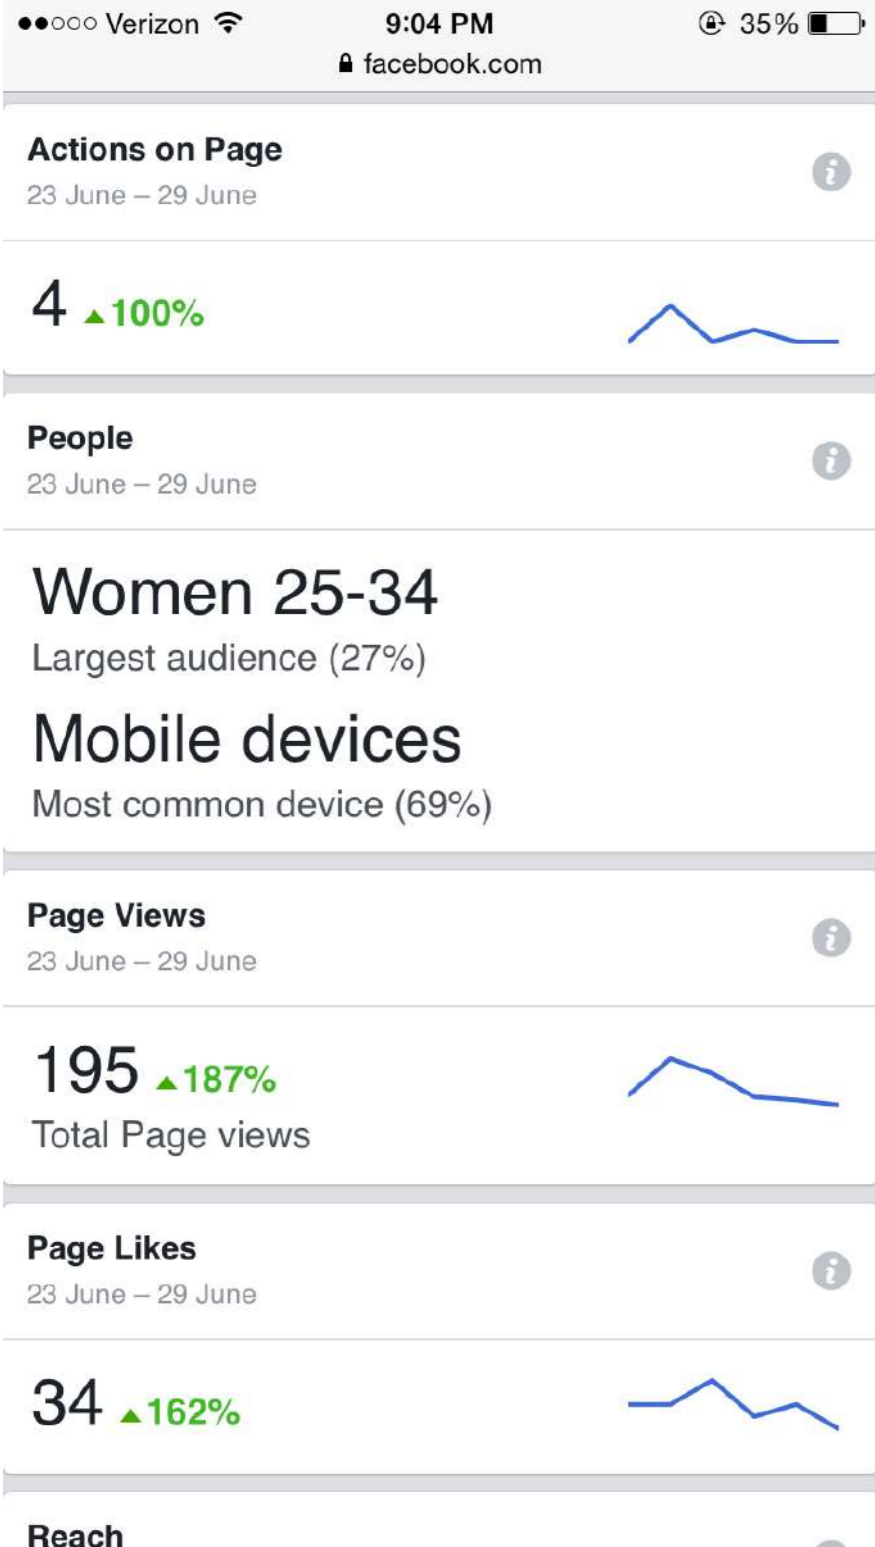 Verizon 9:04 PM 35%
facebook.com
Actions on Page
23 June – 29 June
4 ▲100%
People
23 June – 29 June
Women 25-34
Largest audience (27%)
Mobile devices
Most common device (69%)
Page Views
23 June – 29 June
195 ▲187%
Total Page views
Page Likes
23 June – 29 June
34 ▲162%
Reach